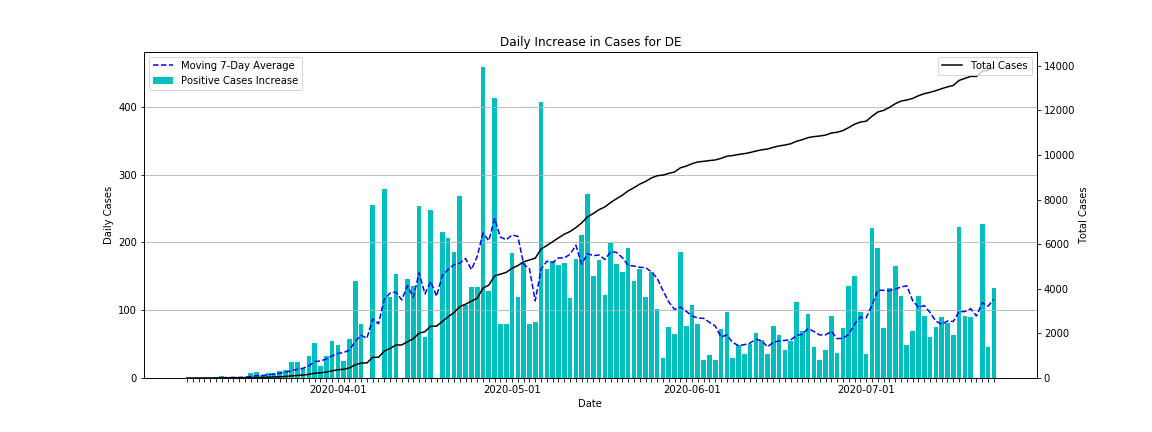 Daily Increase in Cases for DE
Moving 7-Day Average
Positive Cases Increase
Total Cases
400
300
200
100
0
14000
12000
10000
8000
6000
4000
2000
0
Daily Cases
Total Cases
2020-04-01
2020-05-01
2020-06-01
2020-07-01
Date